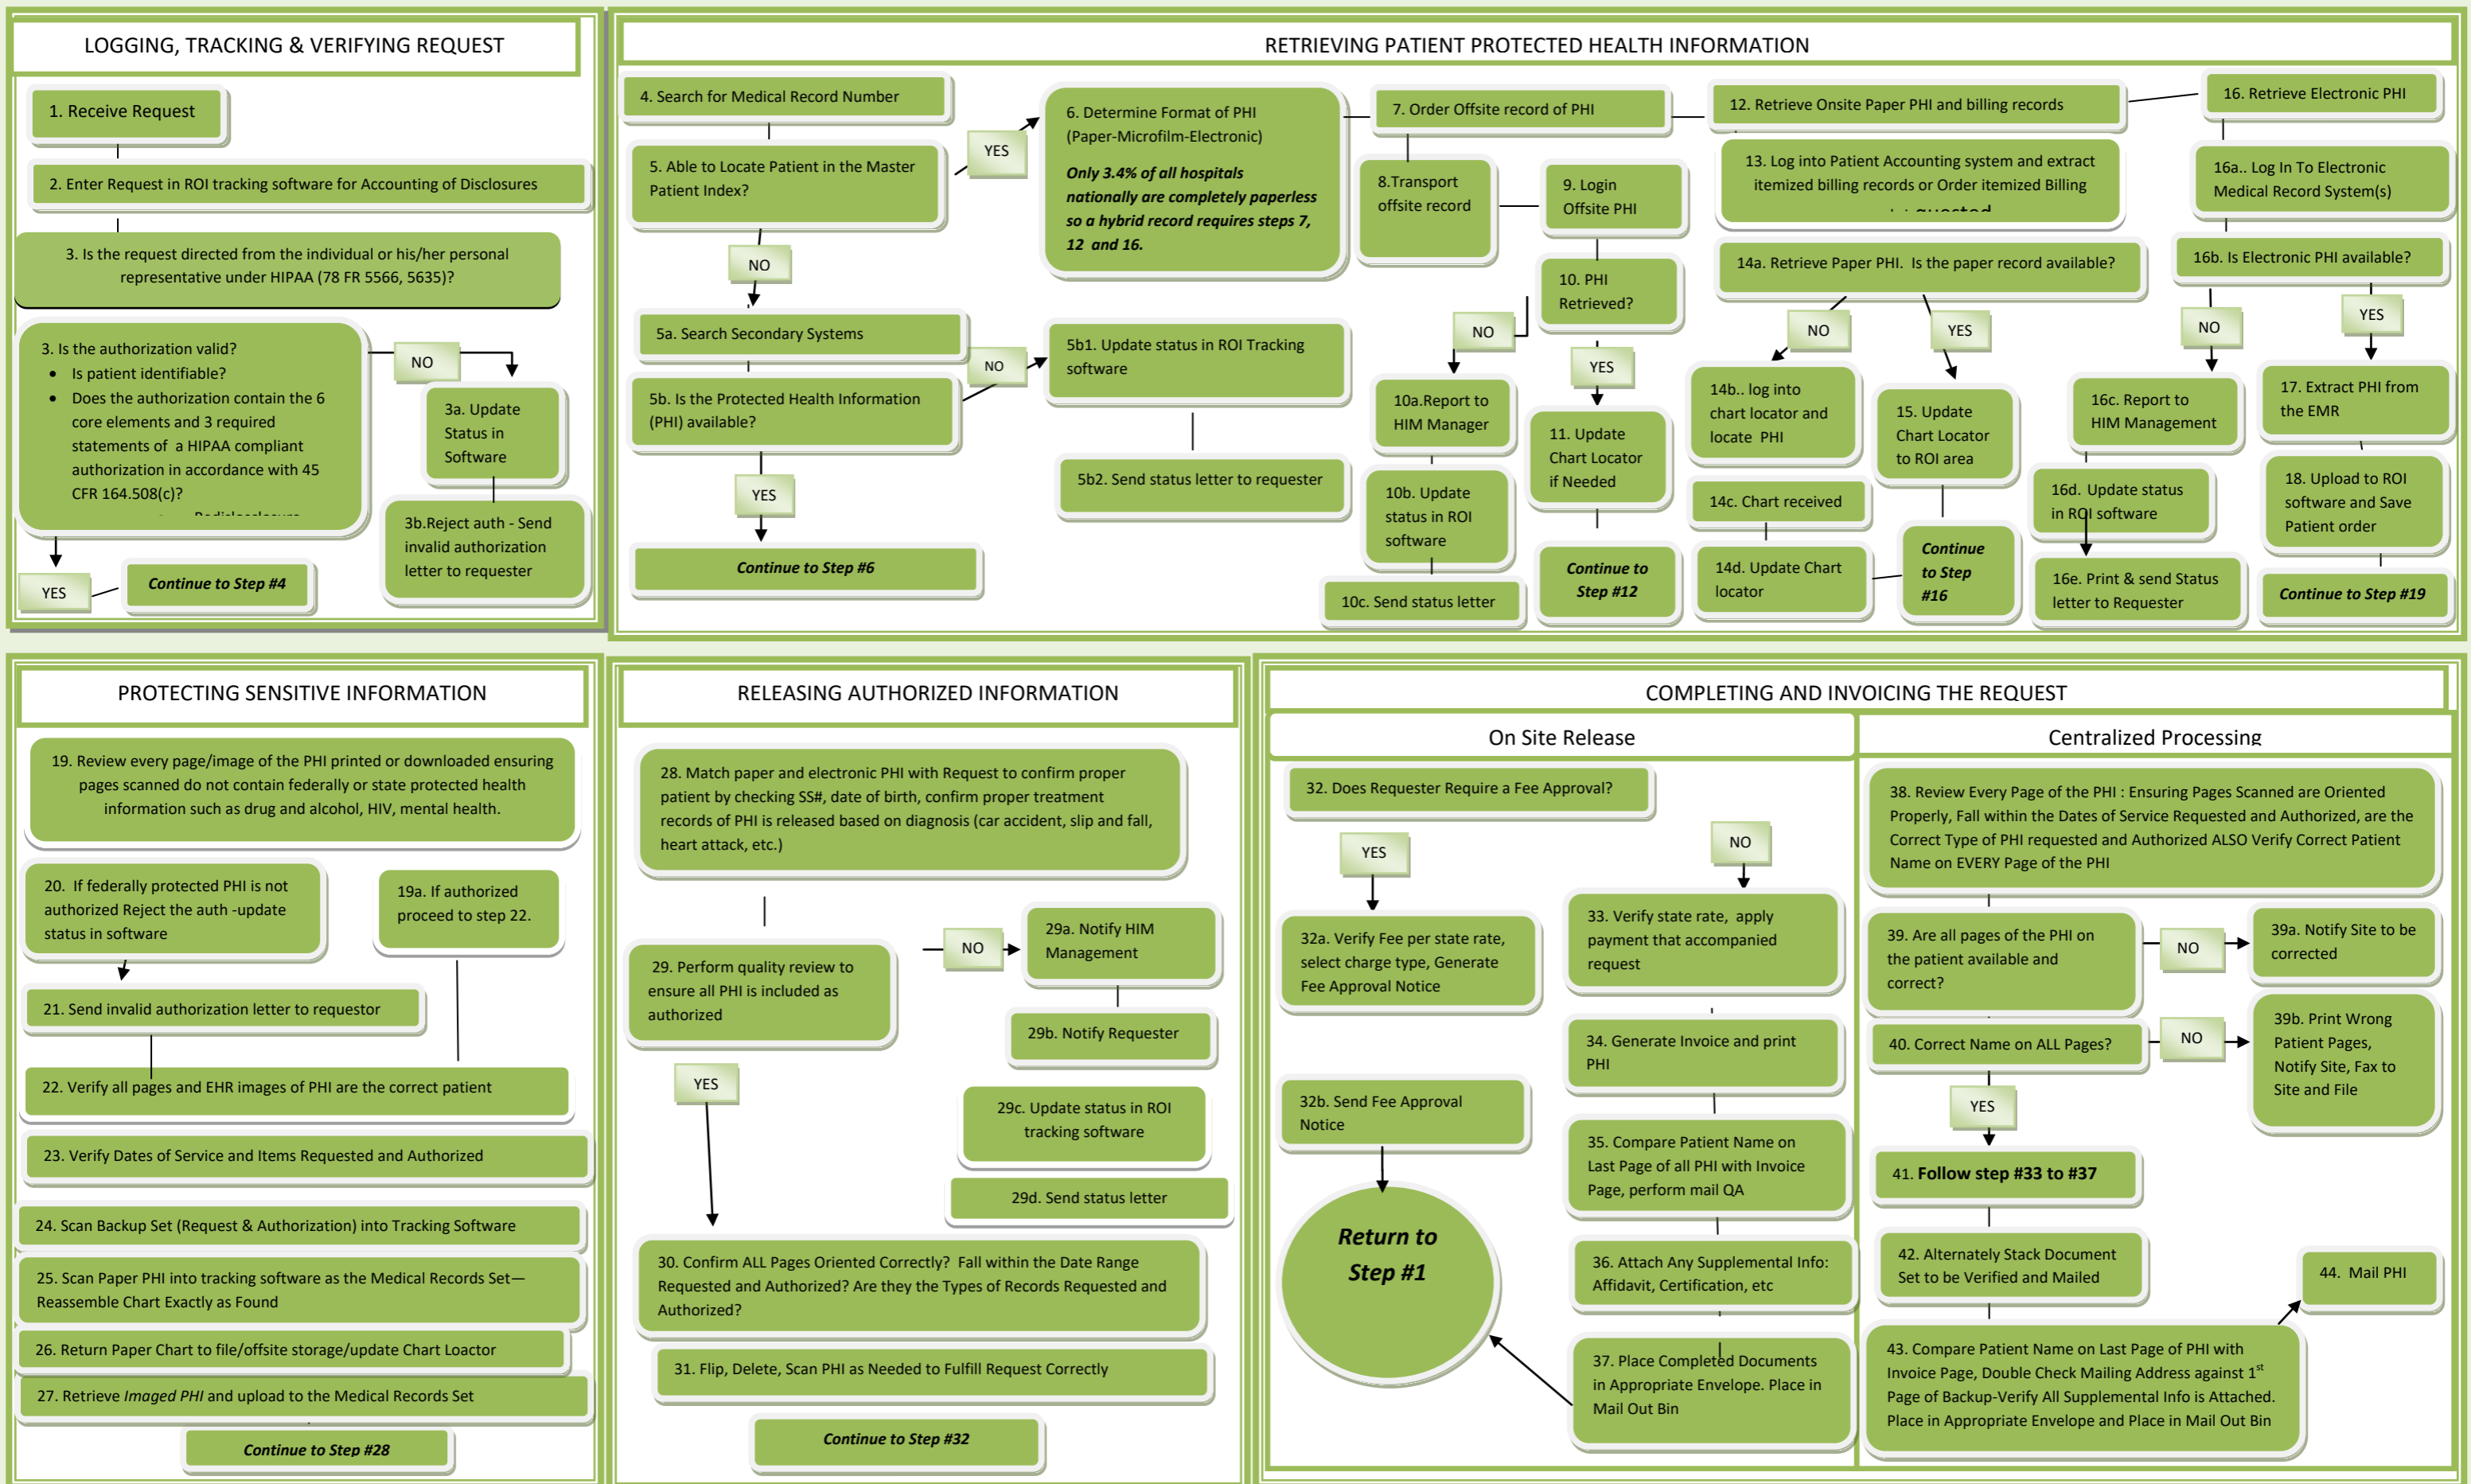 LOGGING, TRACKING & VERIFYING REQUEST
1. Receive Request
2. Enter Request in ROI tracking software for Accounting of Disclosures
3. Is the request directed from the individual or his/her personal
representative under HIPAA (78 FR 5566, 5635)?
3. Is the authorization valid?
• Is patient identifiable?
• Does the authorization contain the 6
core elements and 3 required
statements of a HIPAA compliant
authorization in accordance with 45
CFR 164.508(c)?
NO
3a. Update
Status in
Software
3b.Reject auth - Send
invalid authorization
letter to requester
YES
Continue to Step #4
RETRIEVING PATIENT PROTECTED HEALTH INFORMATION
4. Search for Medical Record Number
5. Able to Locate Patient in the Master
Patient Index?
YES
NO
5a. Search Secondary Systems
5b. Is the Protected Health Information
(PHI) available?
NO
YES
Continue to Step #6
6. Determine Format of PHI
(Paper-Microfilm-Electronic)
Only 3.4% of all hospitals
nationally are completely paperless
so a hybrid record requires steps 7,
12 and 16.
5b1. Update status in ROI Tracking
software
5b2. Send status letter to requester
7. Order Offsite record of PHI
8.Transport
offsite record
9. Login
Offsite PHI
10. PHI
Retrieved?
NO
YES
10a.Report to
HIM Manager
10b. Update
status in ROI
software
10c. Send status letter
11. Update
Chart Locator
if Needed
Continue to
Step #12
12. Retrieve Onsite Paper PHI and billing records
13. Log into Patient Accounting system and extract
itemized billing records or Order itemized Billing
14a. Retrieve Paper PHI. Is the paper record available?
NO
YES
14b.. log into
chart locator and
locate PHI
14c. Chart received
14d. Update Chart
locator
15. Update
Chart Locator
to ROI area
Continue
to Step
#16
16. Retrieve Electronic PHI
16a.. Log In To Electronic
Medical Record System(s)
16b. Is Electronic PHI available?
NO
YES
16c. Report to
HIM Management
16d. Update status
in ROI software
16e. Print & send Status
letter to Requester
17. Extract PHI from
the EMR
18. Upload to ROI
software and Save
Patient order
Continue to Step #19
PROTECTING SENSITIVE INFORMATION
19. Review every page/image of the PHI printed or downloaded ensuring
pages scanned do not contain federally or state protected health
information such as drug and alcohol, HIV, mental health.
20. If federally protected PHI is not
authorized Reject the auth -update
status in software
19a. If authorized
proceed to step 22.
21. Send invalid authorization letter to requestor
22. Verify all pages and EHR images of PHI are the correct patient
23. Verify Dates of Service and Items Requested and Authorized
24. Scan Backup Set (Request & Authorization) into Tracking Software
25. Scan Paper PHI into tracking software as the Medical Records Set—
Reassemble Chart Exactly as Found
26. Return Paper Chart to file/offsite storage/update Chart Loactor
27. Retrieve Imaged PHI and upload to the Medical Records Set
Continue to Step #28
RELEASING AUTHORIZED INFORMATION
28. Match paper and electronic PHI with Request to confirm proper
patient by checking SS#, date of birth, confirm proper treatment
records of PHI is released based on diagnosis (car accident, slip and fall,
heart attack, etc.)
29. Perform quality review to
ensure all PHI is included as
authorized
NO
29a. Notify HIM
Management
29b. Notify Requester
YES
29c. Update status in ROI
tracking software
29d. Send status letter
30. Confirm ALL Pages Oriented Correctly? Fall within the Date Range
Requested and Authorized? Are they the Types of Records Requested and
Authorized?
31. Flip, Delete, Scan PHI as Needed to Fulfill Request Correctly
Continue to Step #32
COMPLETING AND INVOICING THE REQUEST
On Site Release
32. Does Requester Require a Fee Approval?
YES
NO
32a. Verify Fee per state rate,
select charge type, Generate
Fee Approval Notice
32b. Send Fee Approval
Notice
Return to
Step #1
33. Verify state rate, apply
payment that accompanied
request
34. Generate Invoice and print
PHI
35. Compare Patient Name on
Last Page of all PHI with Invoice
Page, perform mail QA
36. Attach Any Supplemental Info:
Affidavit, Certification, etc
37. Place Completed Documents
in Appropriate Envelope. Place in
Mail Out Bin
Centralized Processing
38. Review Every Page of the PHI : Ensuring Pages Scanned are Oriented
Properly, Fall within the Dates of Service Requested and Authorized, are the
Correct Type of PHI requested and Authorized ALSO Verify Correct Patient
Name on EVERY Page of the PHI
39. Are all pages of the PHI on
the patient available and
correct?
NO
39a. Notify Site to be
corrected
40. Correct Name on ALL Pages?
NO
39b. Print Wrong
Patient Pages,
Notify Site, Fax to
Site and File
YES
41. Follow step #33 to #37
42. Alternately Stack Document
Set to be Verified and Mailed
44. Mail PHI
43. Compare Patient Name on Last Page of PHI with
Invoice Page, Double Check Mailing Address against 1st
Page of Backup-Verify All Supplemental Info is Attached.
Place in Appropriate Envelope and Place in Mail Out Bin